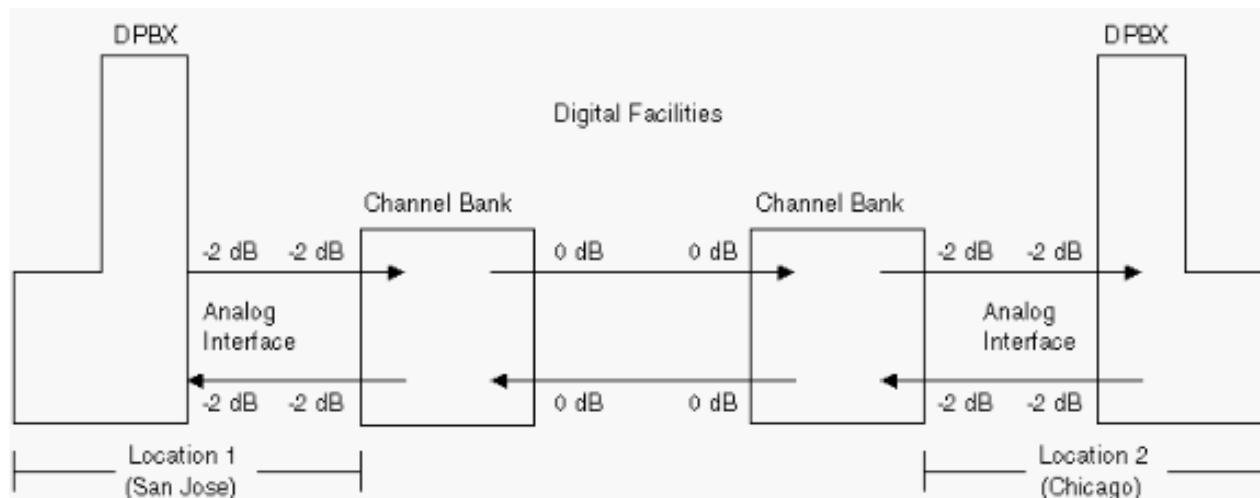 DPBX
DPBX
Digital Facilities
Channel Bank
Channel Bank
-2 dB -2 dB
0 dB 0 dB
-2 dB -2 dB
Analog
Interface
Analog
Interface
-2 dB -2 dB
0 dB 0 dB
-2 dB -2 dB
Location 1
(San Jose)
Location 2
(Chicago)